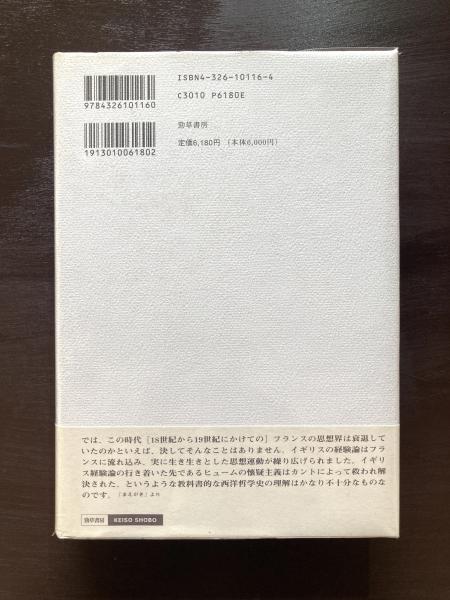 ISBN4-326-10116-4
9784326101160
C3010 P6180E
勁草書房
定価6,180円 (本体6,000円)
1913010061802
では、この時代[18世紀から19世紀にかけての]フランスの思想界は衰退して
いたのかといえば、決してそんなことはありません。イギリスの経験論はフラ
ンスに流れ込み、実に生き生きとした思想運動が繰り広げられました。イギリ
ス経験論の行き着いた先であるヒュームの懐疑主義はカントによって救われ解
決された、というような教科書的な西洋哲学史の理解はかなり不十分なものな
のです。「まえがき」より
勁草書房 KEISO SHOBO